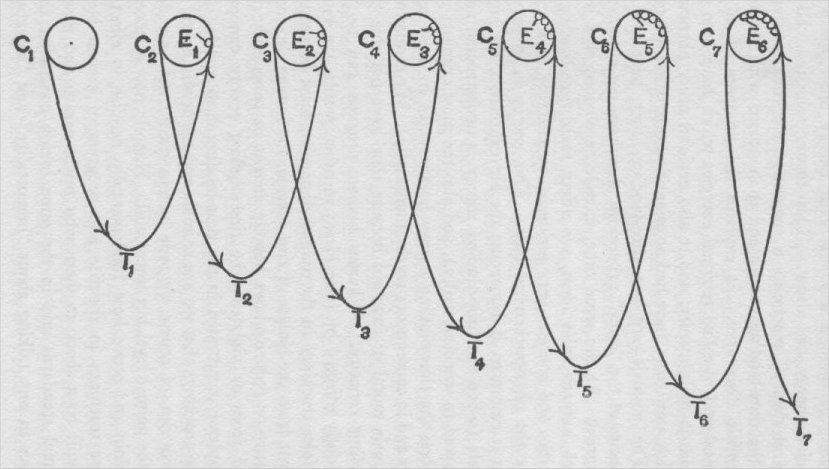 C₁ C₂ E₁ C₃ E₂ C₄ E₃ C₅ E₄ C₆ E₅ C₇ E₆
T₁
T₂
T₃
T₄
T₅
T₆
T₇